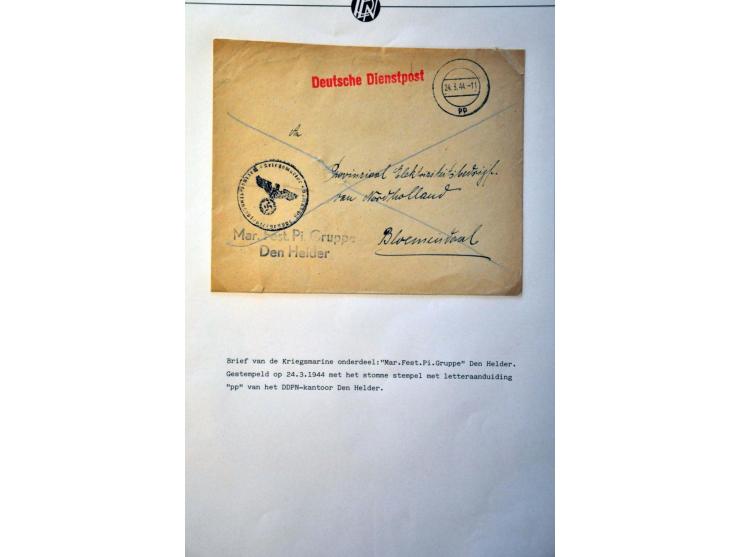 Deutsche Dienstpost
24.3.44.-11
pp
An
Provinciaal Elektriciteitsbedrijf.
van Nordholland
Bloemendaal
Mar. Fest. Pi. Gruppe
Den Helder
Brief van de Kriegsmarine onderdeel:"Mar.Fest.Pi.Gruppe" Den Helder.
Gestempeld op 24.3.1944 met het stomme stempel met letteraanduiding
"pp" van het DDPN-kantoor Den Helder.